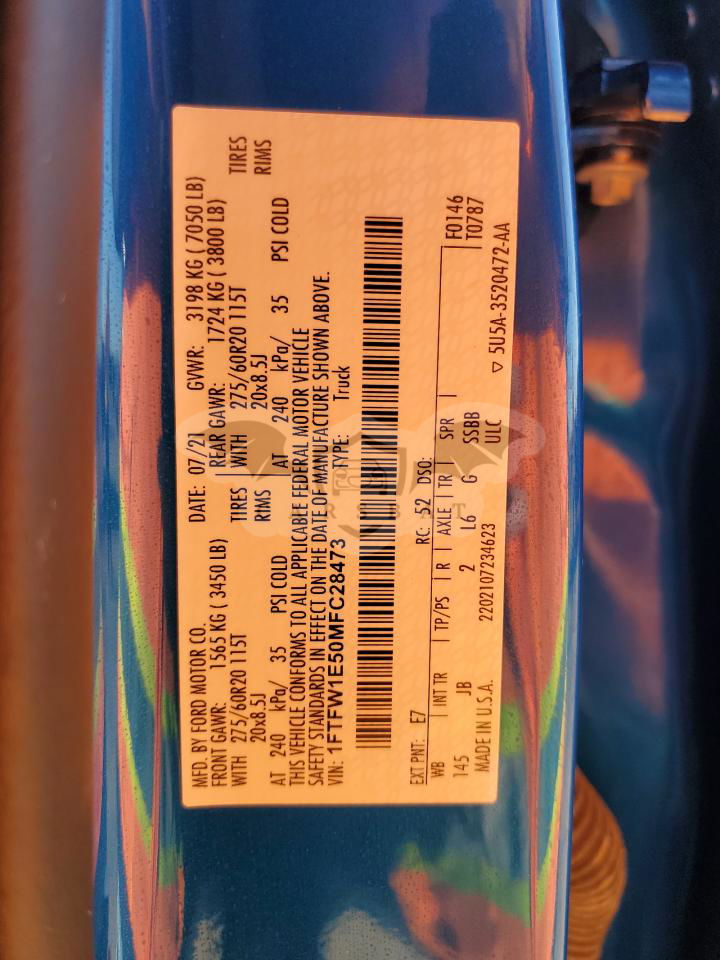 MFD. BY FORD MOTOR CO. DATE: 07/21 GVWR: 3198 KG ( 7050 LB)
FRONT GAWR: 1565 KG ( 3450 LB) REAR GAWR: 1724 KG ( 3800 LB)
WITH 275/60R20 115T TIRES WITH 275/60R20 115T TIRES
20x8.5J RIMS 20x8.5J RIMS
AT 240 kPa/ 35 PSI COLD AT 240 kPa/ 35 PSI COLD
THIS VEHICLE CONFORMS TO ALL APPLICABLE FEDERAL MOTOR VEHICLE
SAFETY STANDARDS IN EFFECT ON THE DATE OF MANUFACTURE SHOWN ABOVE.
VIN: 1FTFW1E50MFC28473 TYPE: Truck
EXT PNT: E7 RC: 52 DSO: F0146
WB INT TR TP/PS R AXLE TR SPR T0787
145 JB 2 L6 G SSBB
MADE IN U.S.A. 2202107234623 ULC ▽ 5U5A-3520472-AA